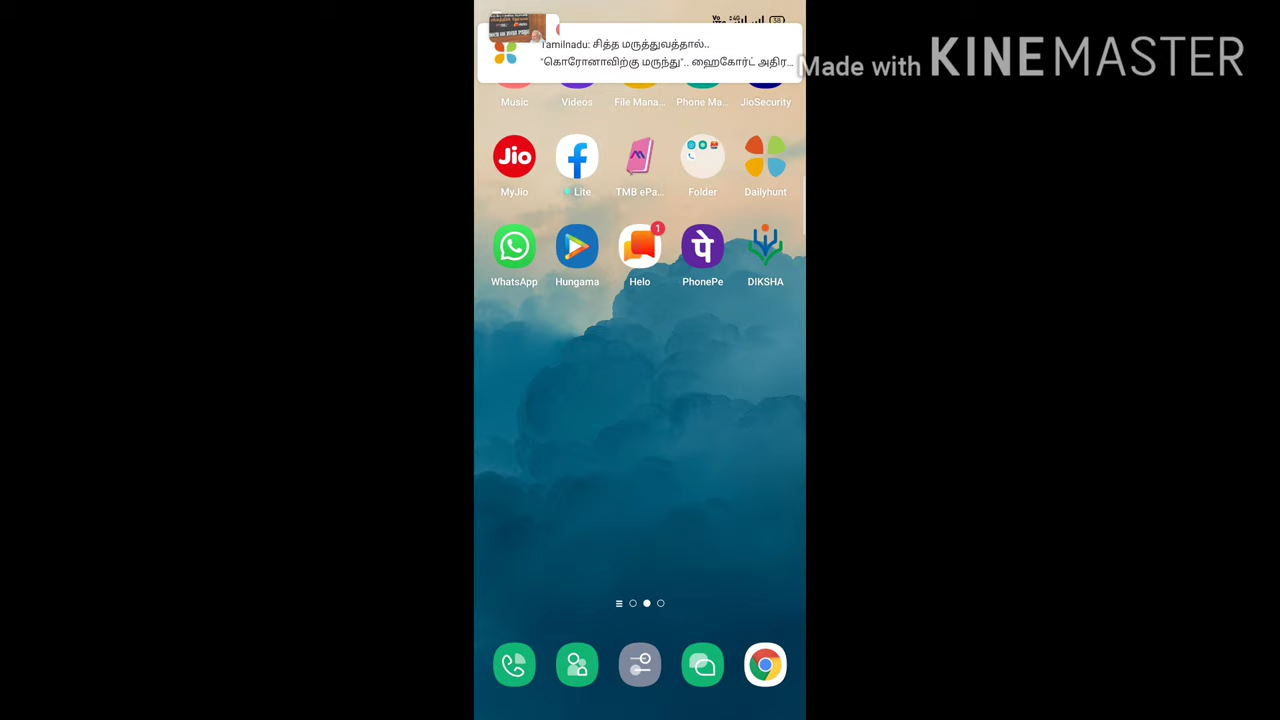 Tamilnadu: சித்த மருத்துவத்தால்..
"கொரோனாவிற்கு மருந்து".. ஹைகோர்ட் அதிர...
Made with KINEMASTER
Music Videos File Mana... Phone Ma... JioSecurity
Jio
MyJio Lite TMB ePa... Folder Dailyhunt
1
पे
WhatsApp Hungama Helo PhonePe DIKSHA